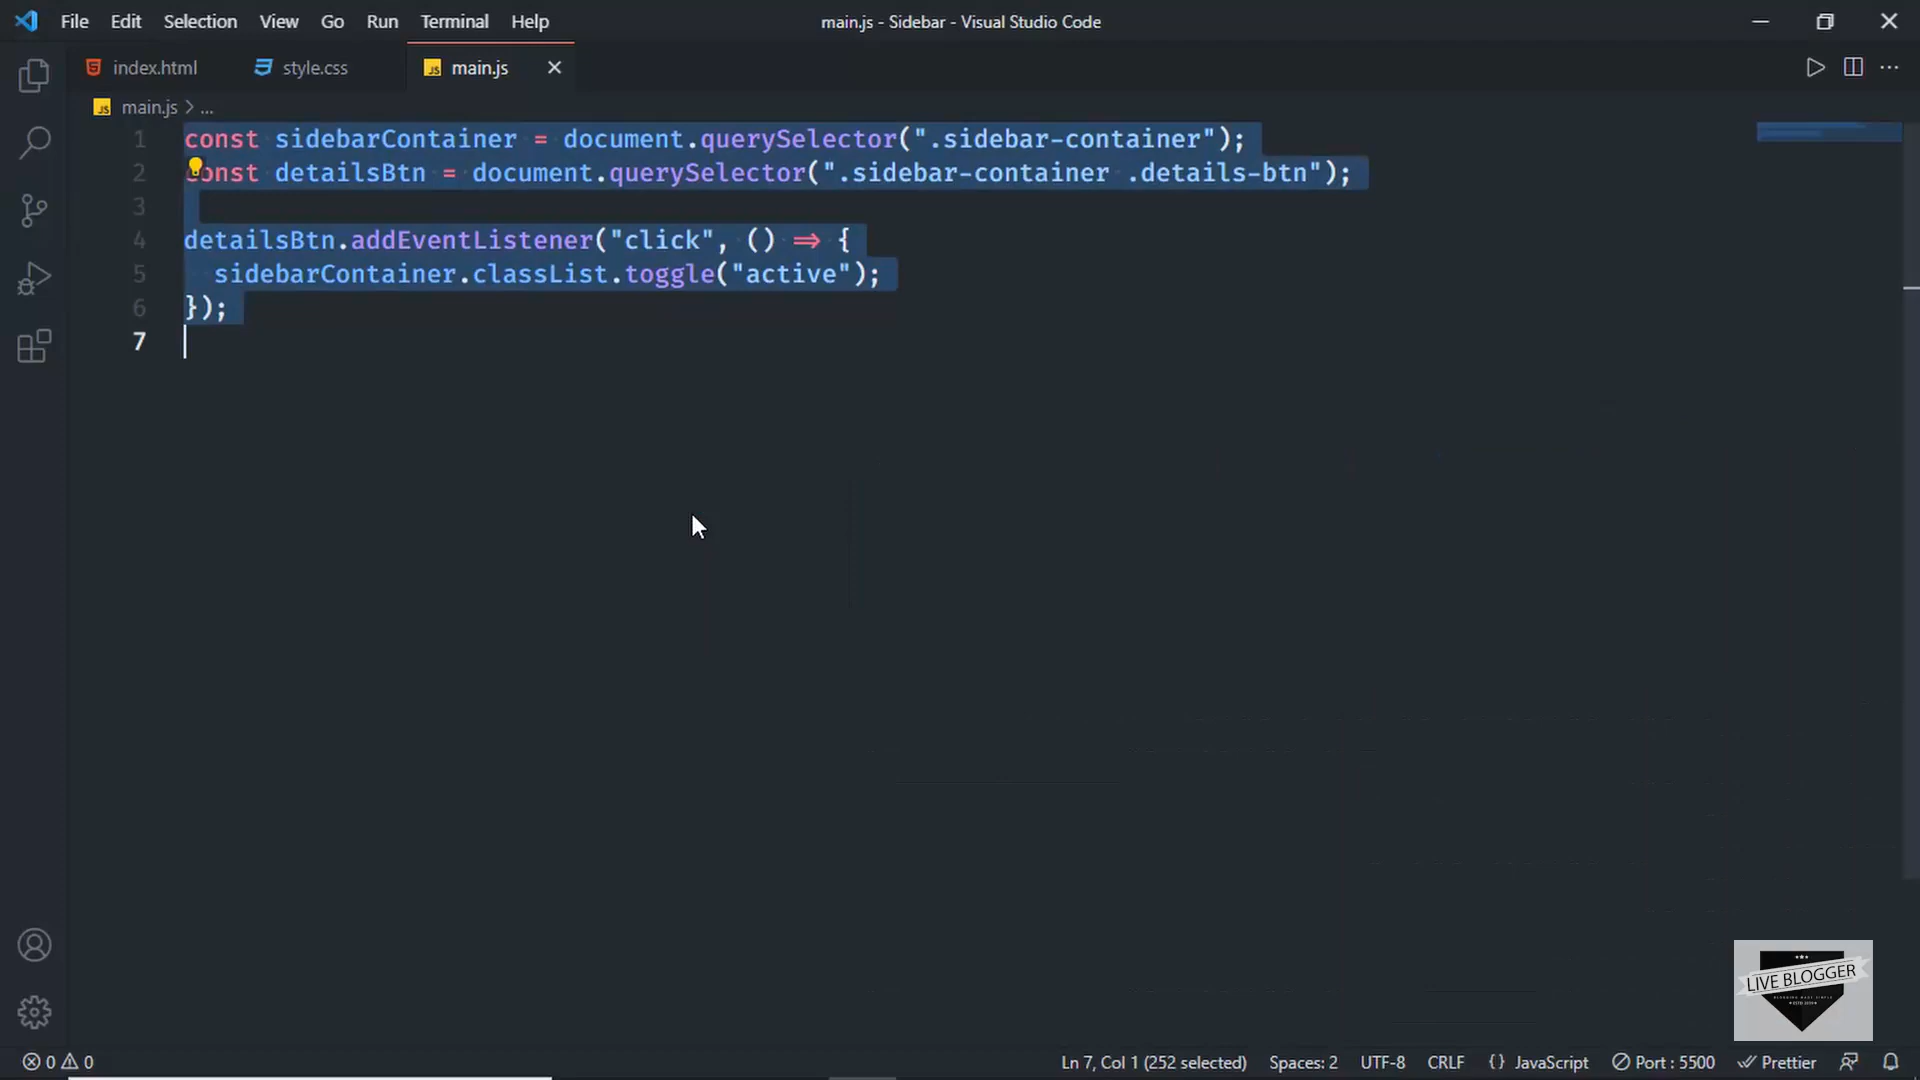 File Edit Selection View Go Run Terminal Help main.js - Sidebar - Visual Studio Code
index.html style.css JS main.js
JS main.js > ...
1 const sidebarContainer = document.querySelector(".sidebar-container");
2 const detailsBtn = document.querySelector(".sidebar-container .details-btn");
3
4 detailsBtn.addEventListener("click", () => {
5 sidebarContainer.classList.toggle("active");
6 });
7
LIVE BLOGGER
0 0 Ln 7, Col 1 (252 selected) Spaces: 2 UTF-8 CRLF {} JavaScript Port : 5500 Prettier